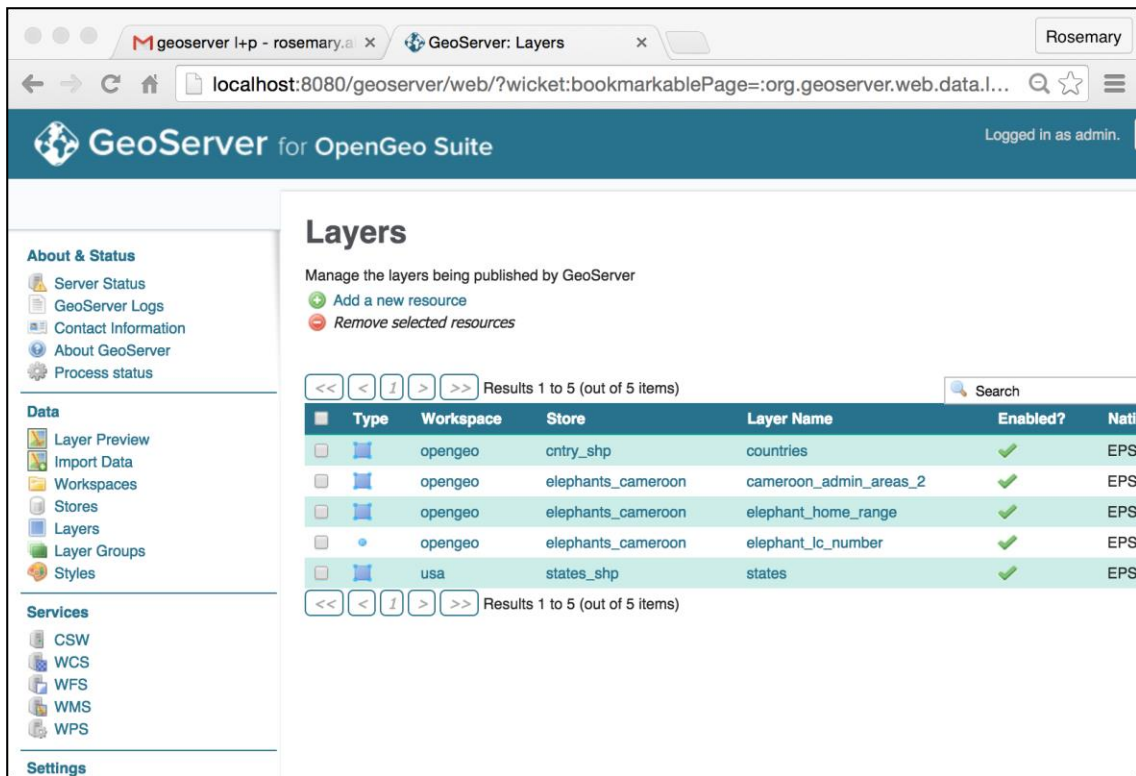 geoserver l+p - rosemary.a
GeoServer: Layers
Rosemary
localhost:8080/geoserver/web/?wicket:bookmarkablePage=:org.geoserver.web.data.l...
GeoServer for OpenGeo Suite
Logged in as admin.
Layers
Manage the layers being published by GeoServer
Add a new resource
Remove selected resources
<< < 1 > >> Results 1 to 5 (out of 5 items)
Search
Type Workspace Store Layer Name Enabled? Nati
opengeo cntry_shp countries EPS
opengeo elephants_cameroon cameroon_admin_areas_2 EPS
opengeo elephants_cameroon elephant_home_range EPS
opengeo elephants_cameroon elephant_lc_number EPS
usa states_shp states EPS
<< < 1 > >> Results 1 to 5 (out of 5 items)
About & Status
Server Status
GeoServer Logs
Contact Information
About GeoServer
Process status
Data
Layer Preview
Import Data
Workspaces
Stores
Layers
Layer Groups
Styles
Services
CSW
WCS
WFS
WMS
WPS
Settings